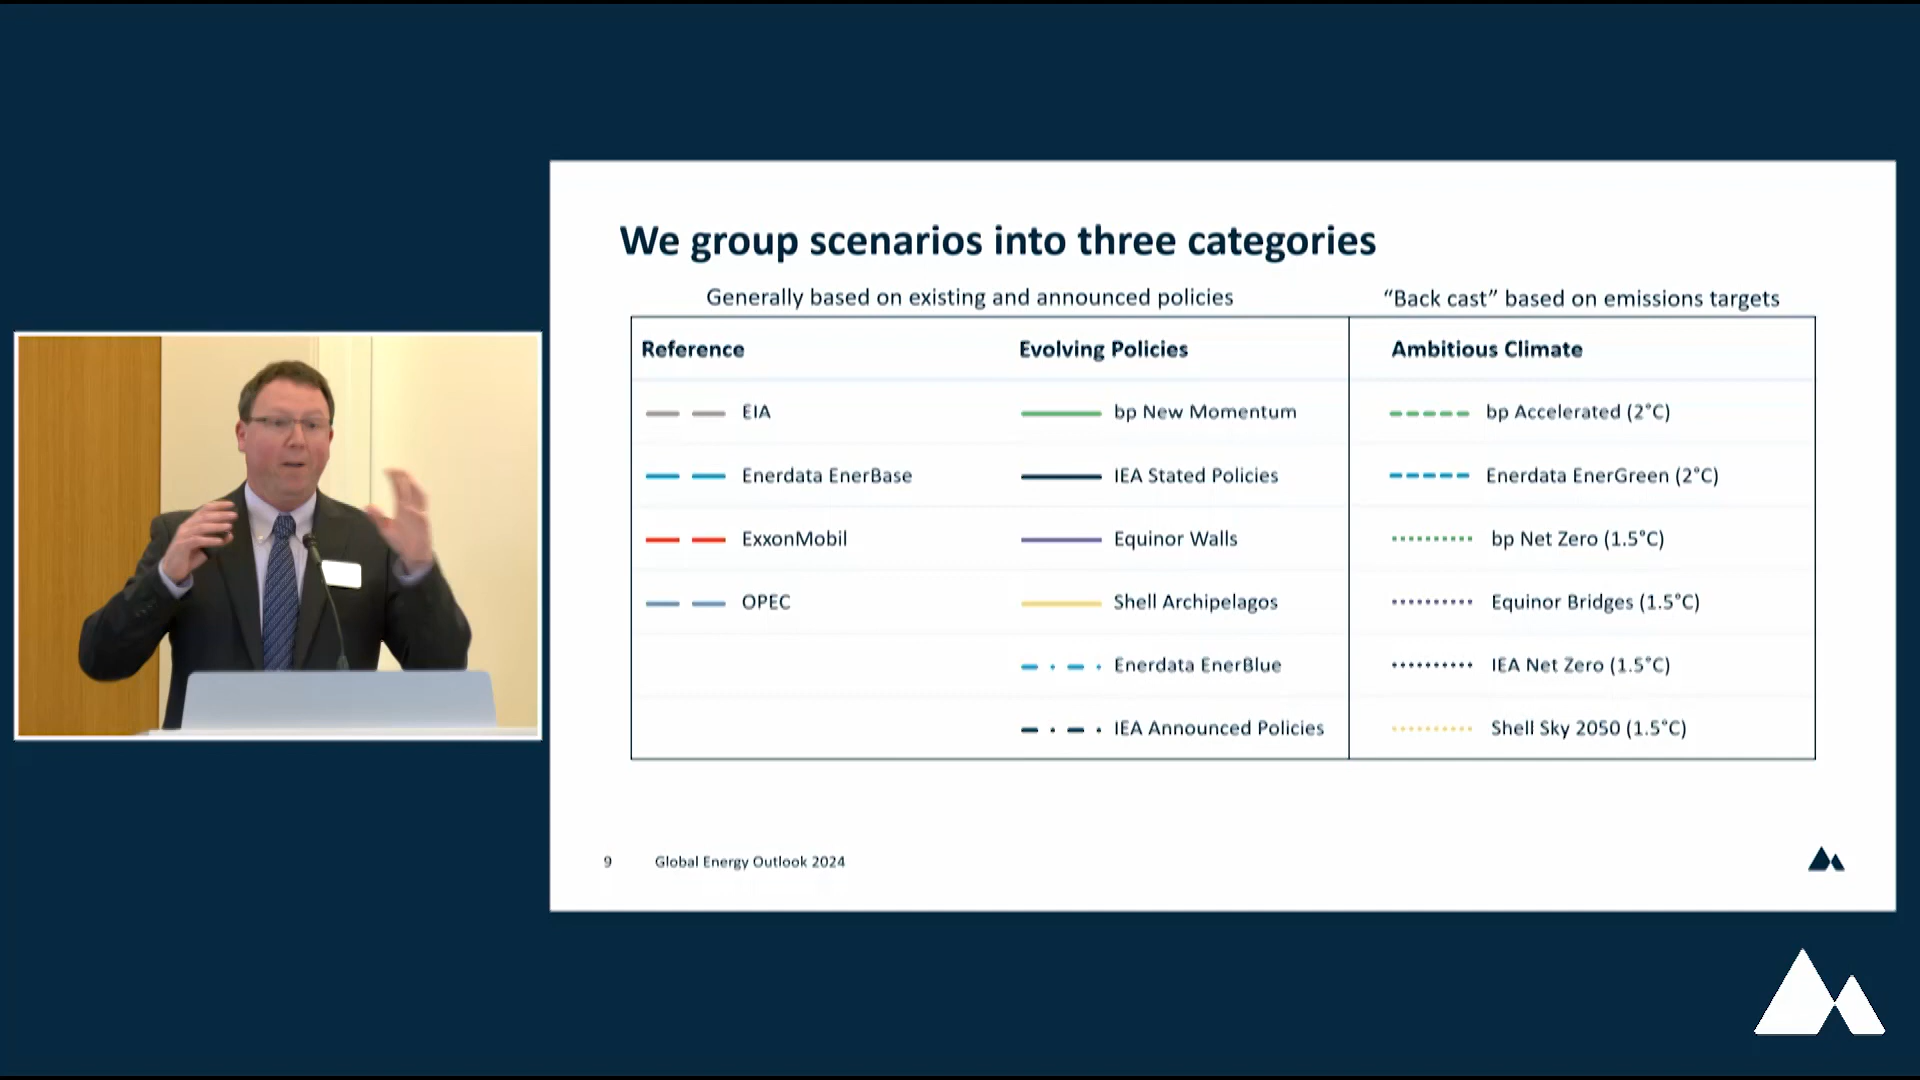 We group scenarios into three categories
Generally based on existing and announced policies
"Back cast" based on emissions targets
Reference
Evolving Policies
Ambitious Climate
EIA
bp New Momentum
bp Accelerated (2°C)
Enerdata EnerBase
IEA Stated Policies
Enerdata EnerGreen (2°C)
ExxonMobil
Equinor Walls
bp Net Zero (1.5°C)
OPEC
Shell Archipelagos
Equinor Bridges (1.5°C)
Enerdata EnerBlue
IEA Net Zero (1.5°C)
IEA Announced Policies
Shell Sky 2050 (1.5°C)
9
Global Energy Outlook 2024